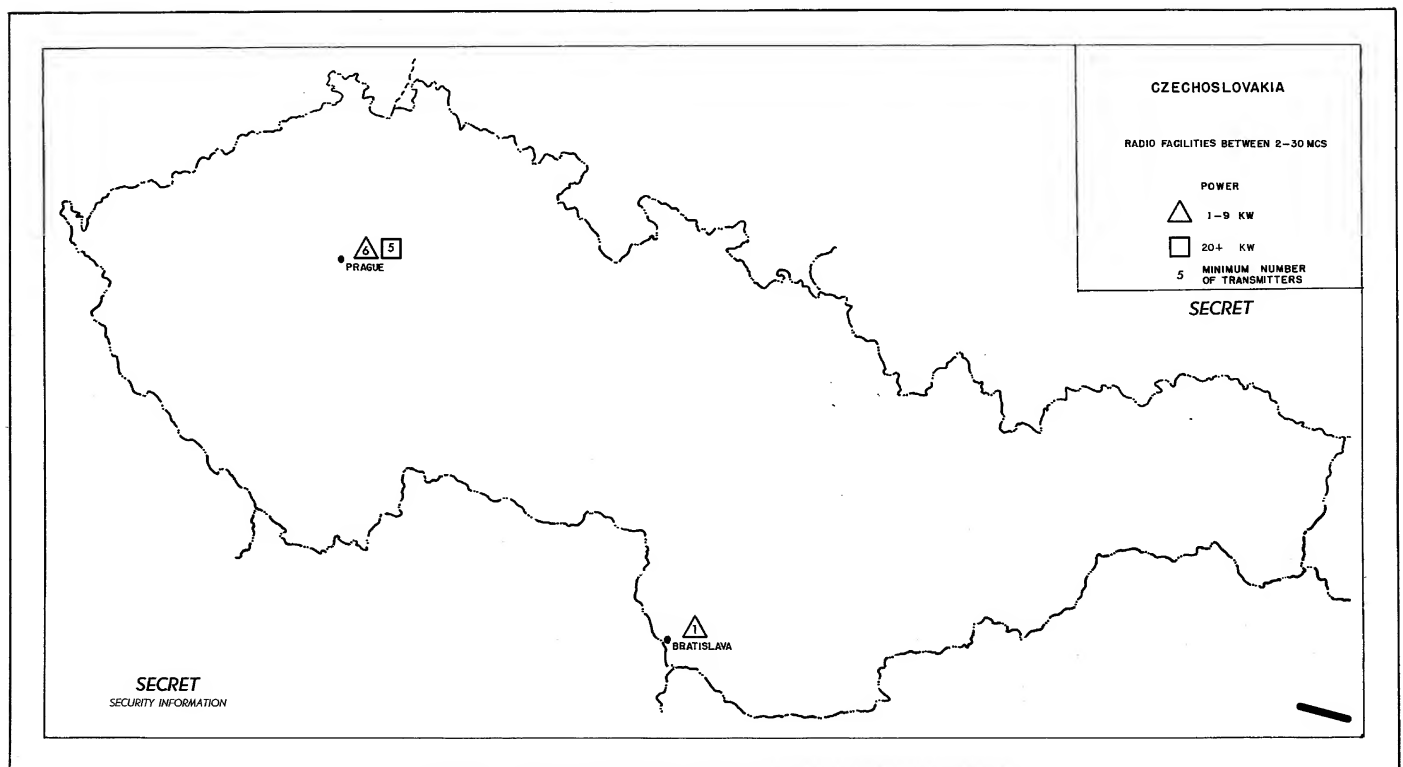 CZECHOSLOVAKIA
RADIO FACILITIES BETWEEN 2-30 MCS
POWER
1-9 KW
20+ KW
5 MINIMUM NUMBER
OF TRANSMITTERS
SECRET
6 5
PRAGUE
1
BRATISLAVA
SECRET
SECURITY INFORMATION